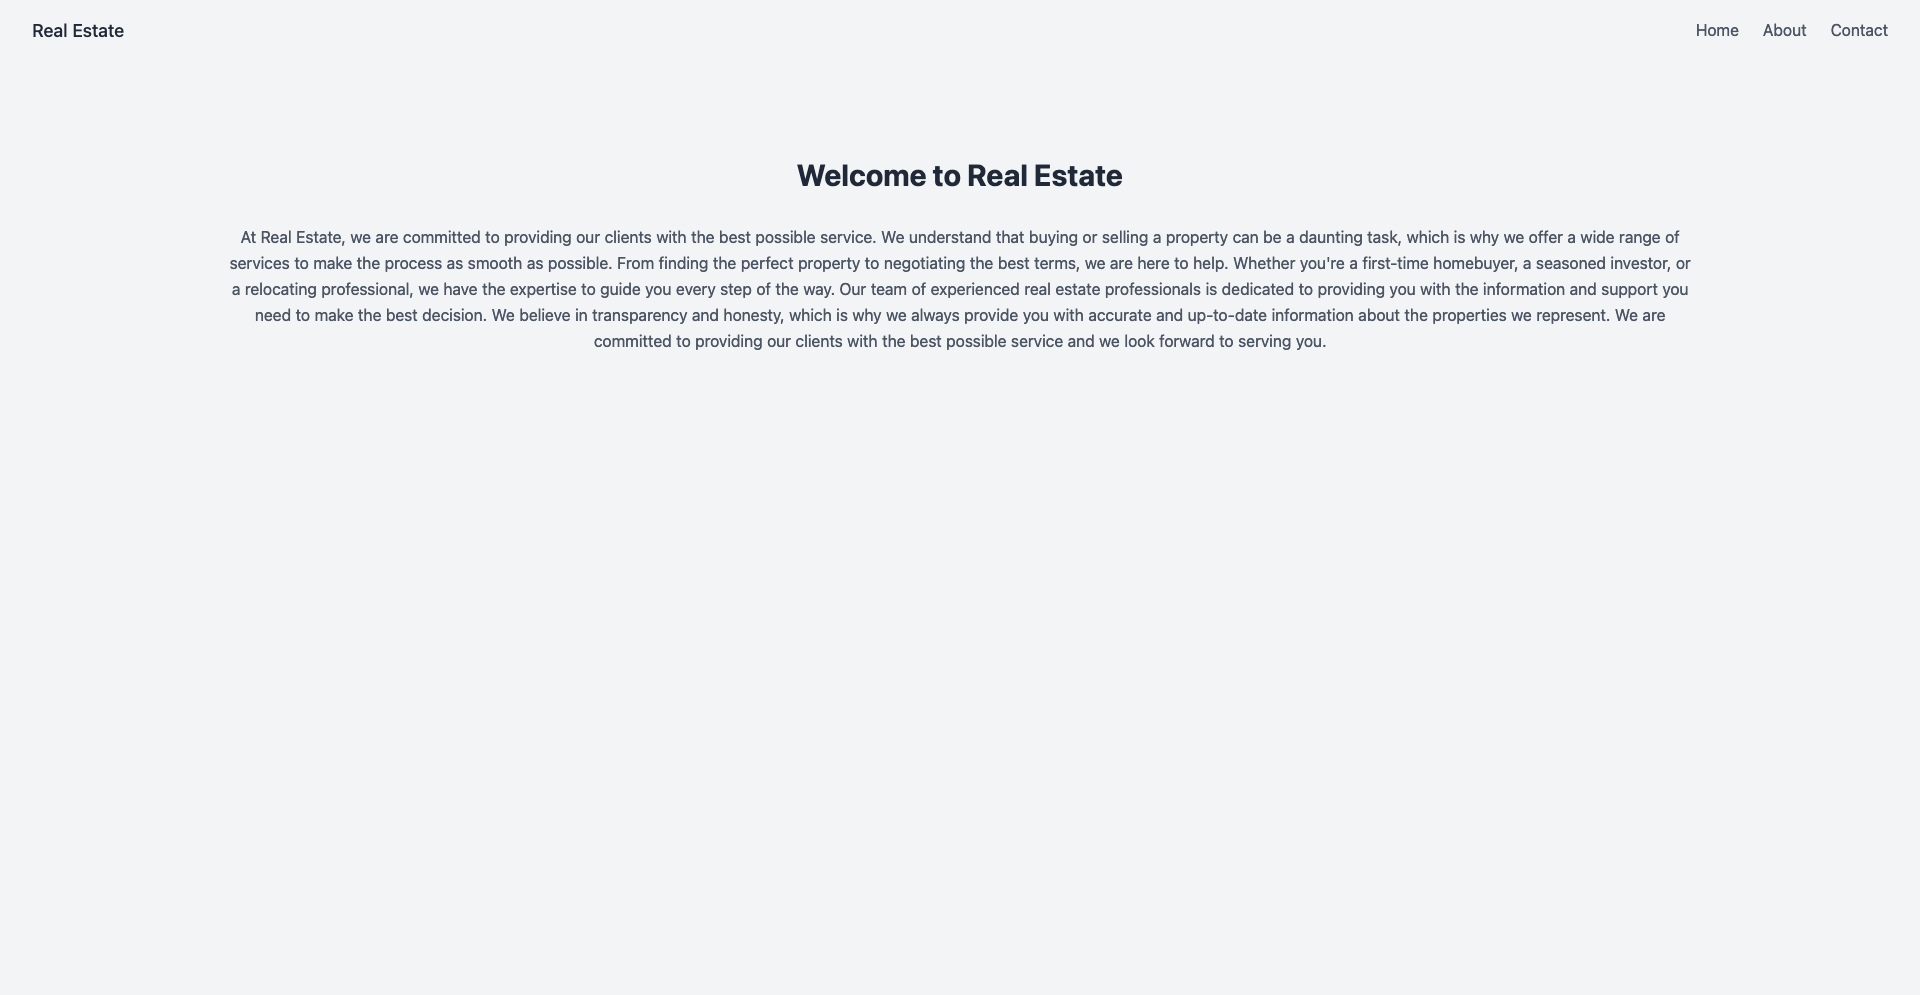 Real Estate
Home About Contact
Welcome to Real Estate
At Real Estate, we are committed to providing our clients with the best possible service. We understand that buying or selling a property can be a daunting task, which is why we offer a wide range of
services to make the process as smooth as possible. From finding the perfect property to negotiating the best terms, we are here to help. Whether you're a first-time homebuyer, a seasoned investor, or
a relocating professional, we have the expertise to guide you every step of the way. Our team of experienced real estate professionals is dedicated to providing you with the information and support you
need to make the best decision. We believe in transparency and honesty, which is why we always provide you with accurate and up-to-date information about the properties we represent. We are
committed to providing our clients with the best possible service and we look forward to serving you.